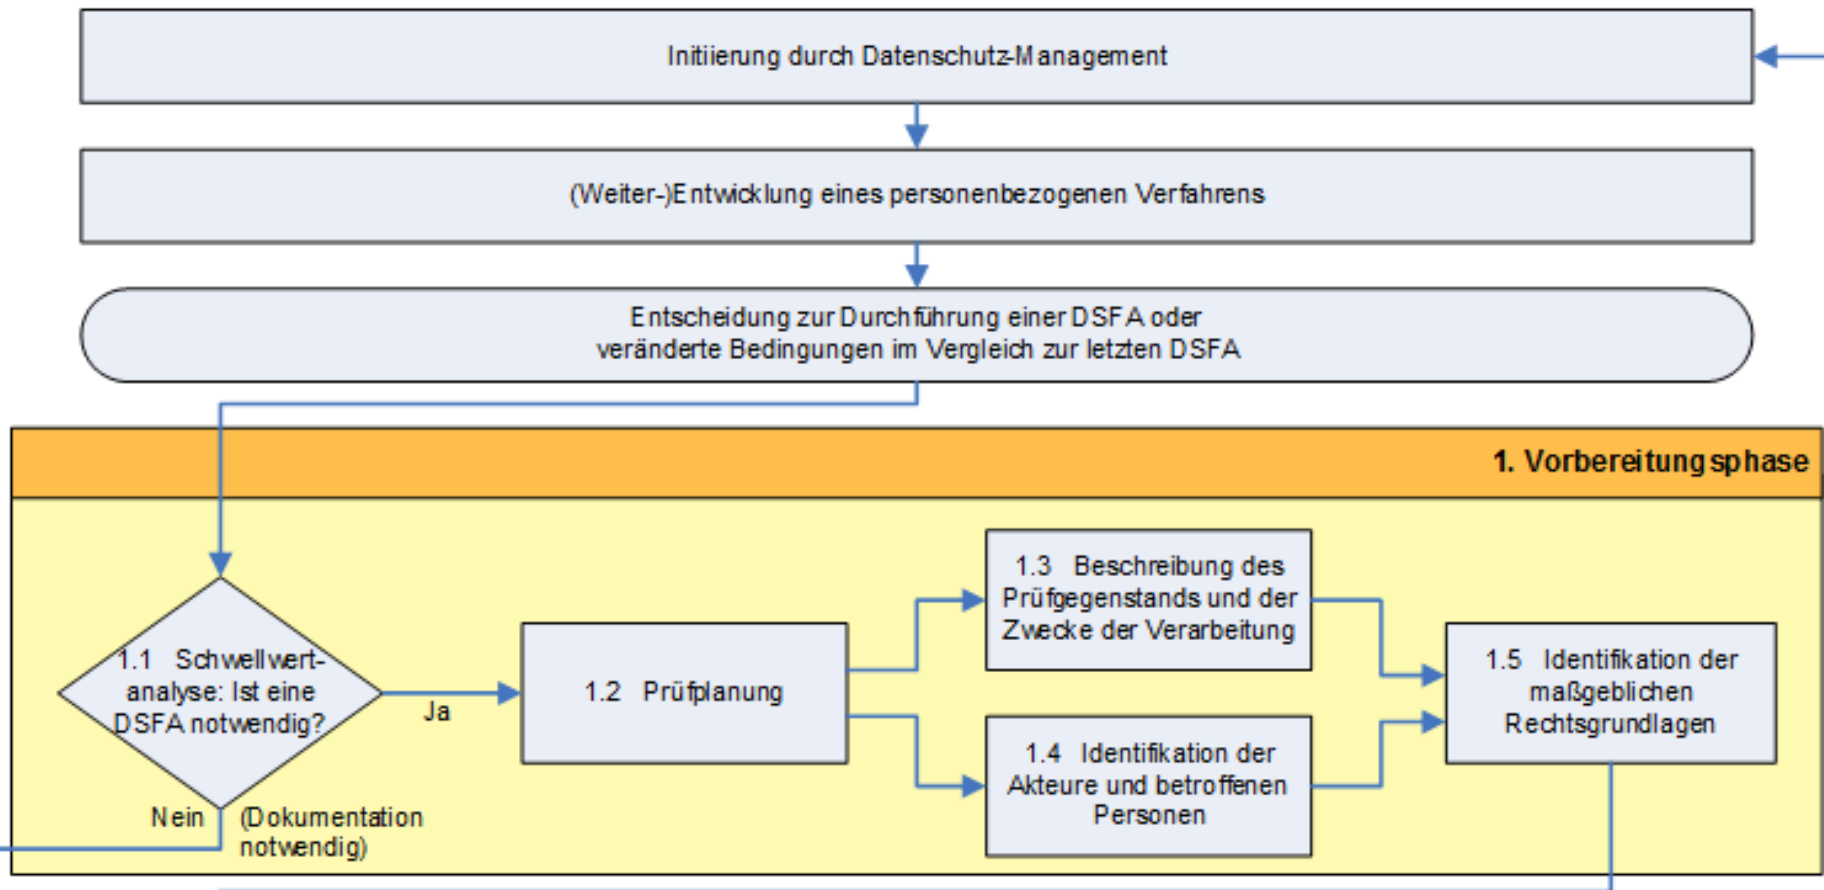 Initiierung durch Datenschutz-Management
(Weiter-)Entwicklung eines personenbezogenen Verfahrens
Entscheidung zur Durchführung einer DSFA oder
veränderte Bedingungen im Vergleich zur letzten DSFA
1. Vorbereitungsphase
1.1 Schwellwert-
analyse: Ist eine
DSFA notwendig?
Ja
Nein
(Dokumentation
notwendig)
1.2 Prüfplanung
1.3 Beschreibung des
Prüfgegenstands und der
Zwecke der Verarbeitung
1.4 Identifikation der
Akteure und betroffenen
Personen
1.5 Identifikation der
maßgeblichen
Rechtsgrundlagen